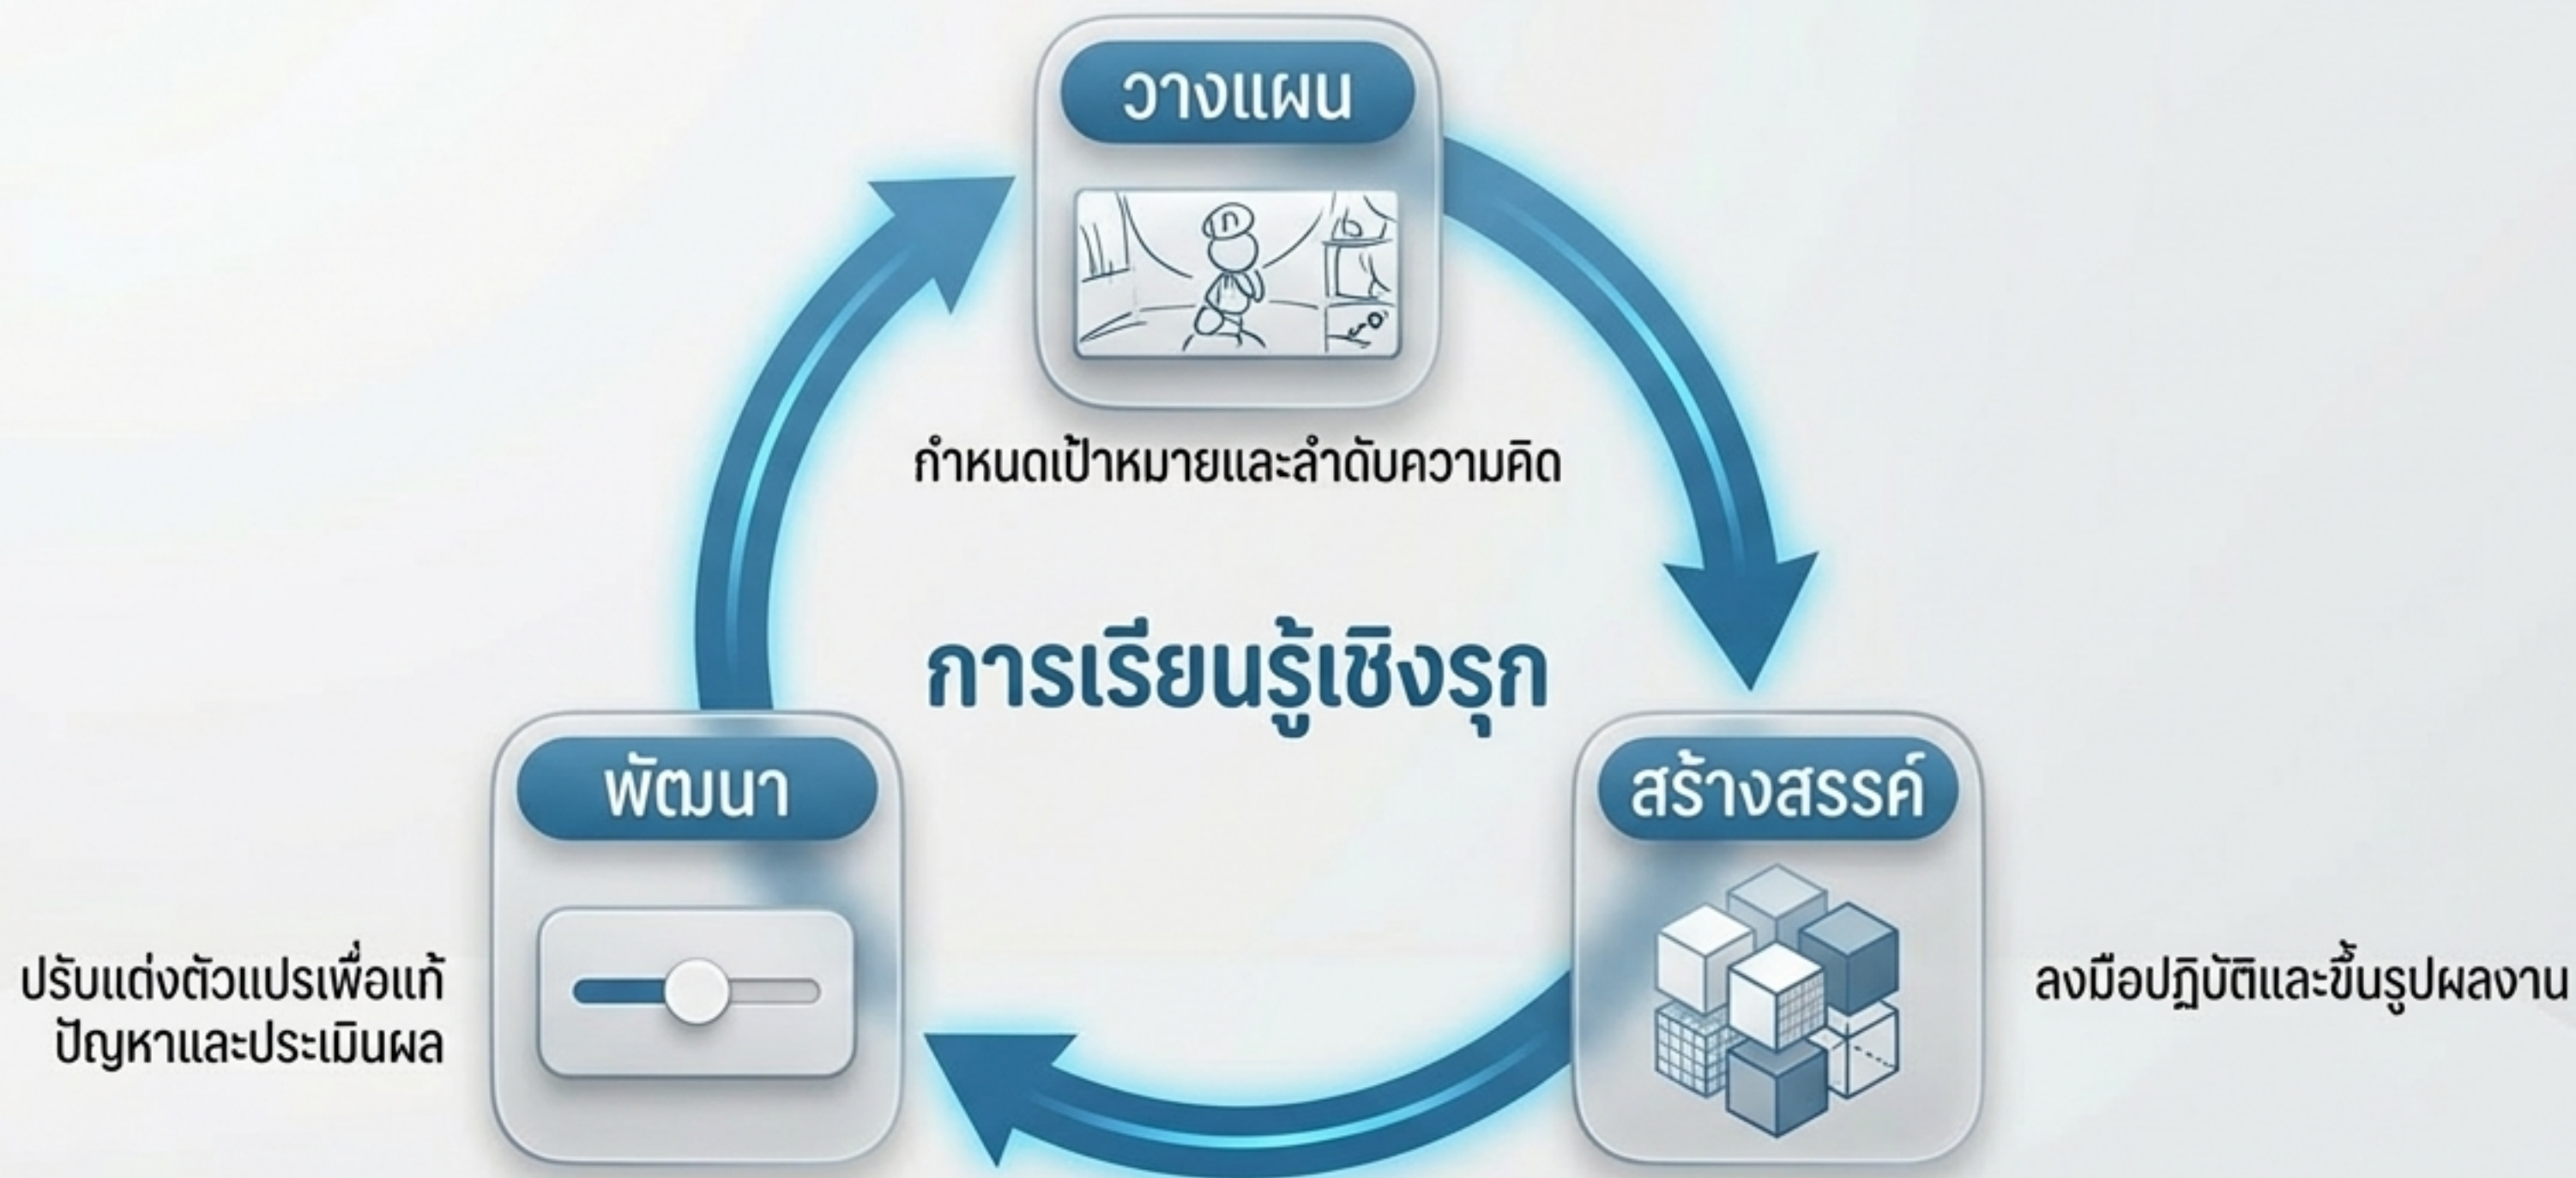 วางแผน
กำหนดเป้าหมายและลำดับความคิด
การเรียนรู้เชิงรุก
พัฒนา
สร้างสรรค์
ปรับแต่งตัวแปรเพื่อแก้
ปัญหาและประเมินผล
ลงมือปฏิบัติและขึ้นรูปผลงาน